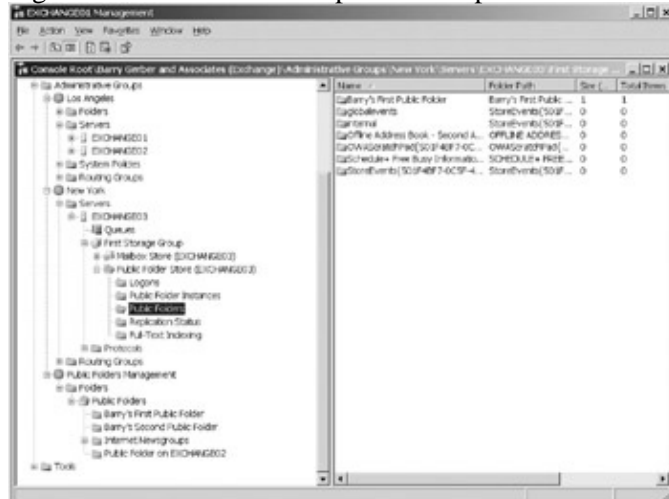 EXCHANGE01 Management
File Action View Favorites Window Help
Console Root\Barry Gerber and Associates (Exchange)\Administrative Groups\New York\Servers\EXCHANGE03\First Storage ...
Administrative Groups
Los Angeles
Folders
Servers
EXCHANGE01
EXCHANGE02
System Policies
Routing Groups
New York
Servers
EXCHANGE03
Queues
First Storage Group
Mailbox Store (EXCHANGE03)
Public Folder Store (EXCHANGE03)
Logons
Public Folder Instances
Public Folders
Replication Status
Full-Text Indexing
Protocols
Routing Groups
Public Folders Management
Folders
Public Folders
Barry's First Public Folder
Barry's Second Public Folder
Internet Newsgroups
Public Folder on EXCHANGE02
Tools
Name Folder Path Size (... Total Items
Barry's First Public Folder Barry's First Public ... 1 1
globalevents StoreEvents{501F... 0 0
internal StoreEvents{501F... 0 0
Offline Address Book - Second A... OFFLINE ADDRES... 0 0
OWAScratchPad{501F4BF7-0C... OWAScratchPad{... 0 0
Schedule+ Free Busy Informatio... SCHEDULE+ FREE... 0 0
StoreEvents{501F4BF7-0C5F-4... StoreEvents{501F... 0 0